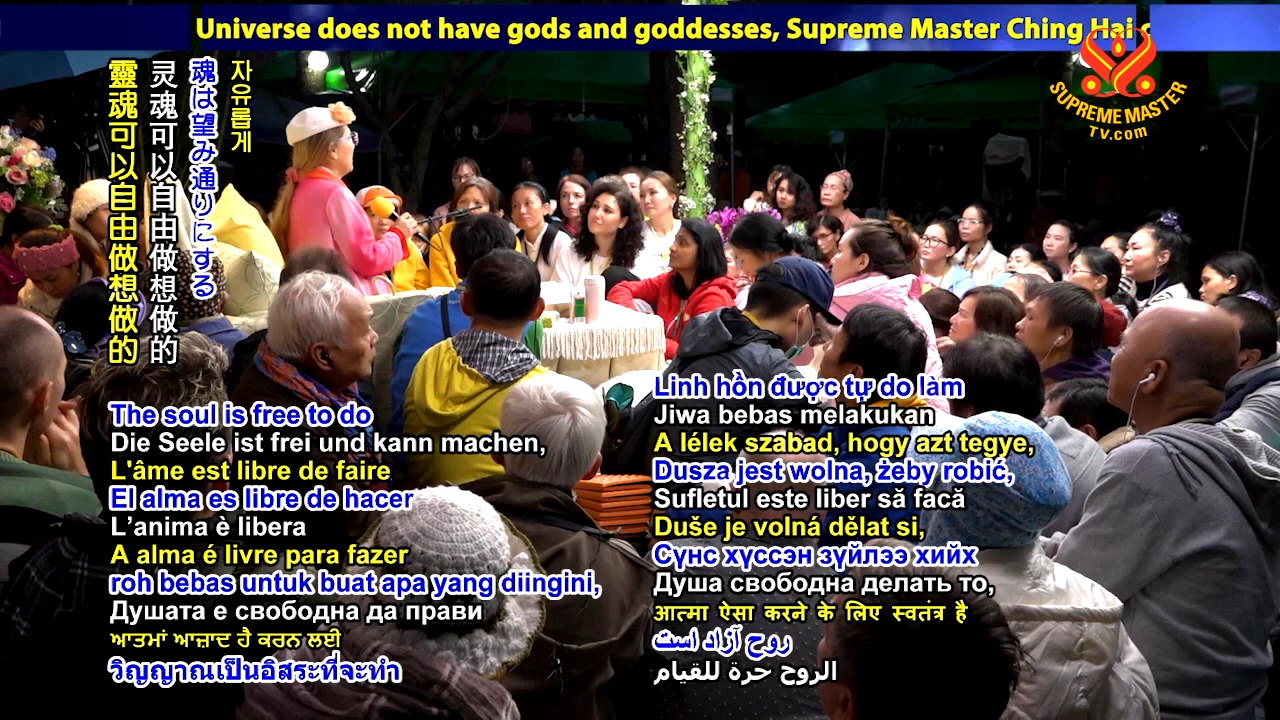 Universe does not have gods and goddesses, Supreme Master Ching Hai
SUPREME MASTER
TV.com
靈魂可以自由做想做的
灵魂可以自由做想做的
魂は望み通りにする
자유롭게
The soul is free to do
Die Seele ist frei und kann machen,
L'âme est libre de faire
El alma es libre de hacer
L’anima è libera
A alma é livre para fazer
roh bebas untuk buat apa yang diingini,
Душата е свободна да прави
ਆਤਮਾਂ ਆਜ਼ਾਦ ਹੈ ਕਰਨ ਲਈ
วิญญาณเป็นอิสระที่จะทำ
Linh hồn được tự do làm
Jiwa bebas melakukan
A lélek szabad, hogy azt tegye,
Dusza jest wolna, żeby robić,
Sufletul este liber să facă
Duše je volná dělat si,
Сүнс хүссэн зүйлээ хийх
Душа свободна делать то,
आत्मा ऐसा करने के लिए स्वतंत्र है
روح آزاد است
الروح حرة للقيام